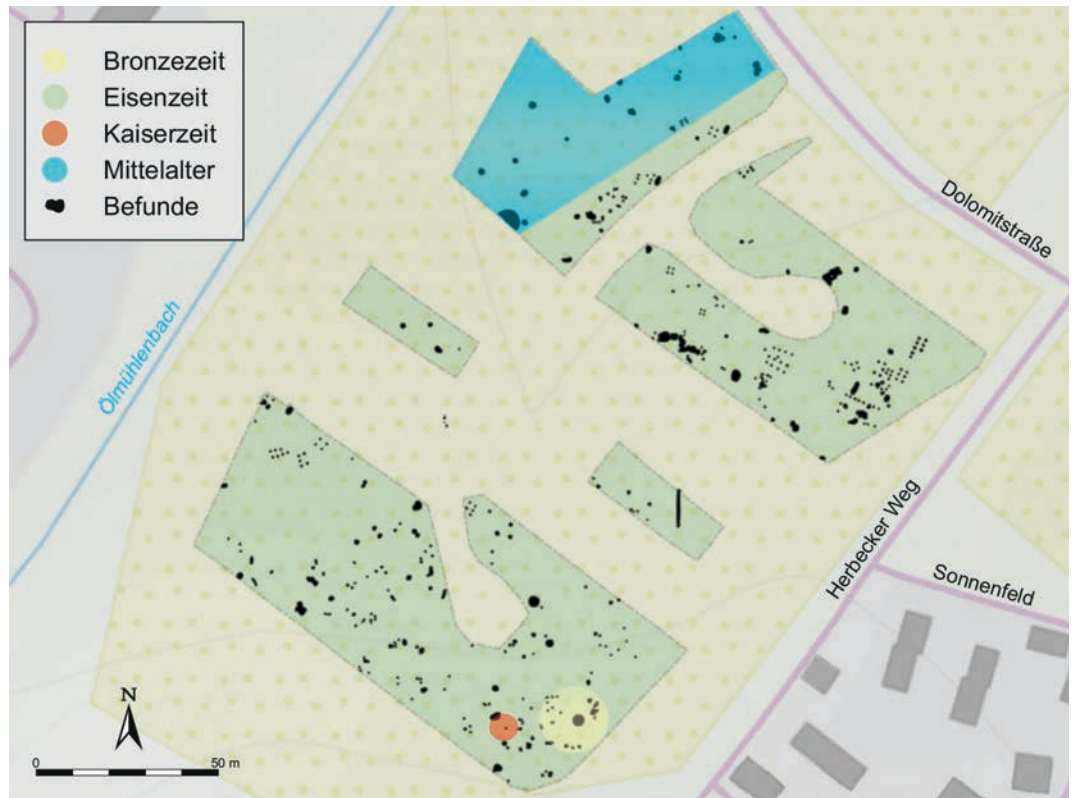 Bronzezeit
Eisenzeit
Kaiserzeit
Mittelalter
Befunde
Dolomitstraße
Ölmühlenbach
Herbecker Weg
Sonnenfeld
N
0 50 m